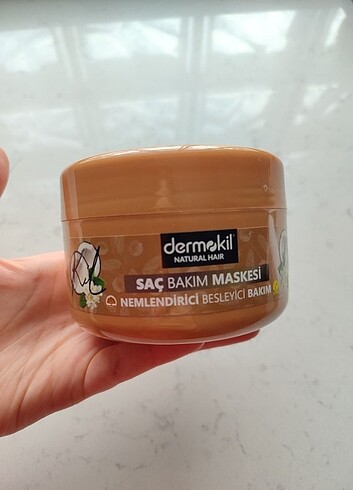 dermokil
NATURAL HAIR
SAÇ BAKIM MASKESİ
NEMLENDİRİCİ BESLEYİCİ BAKIM